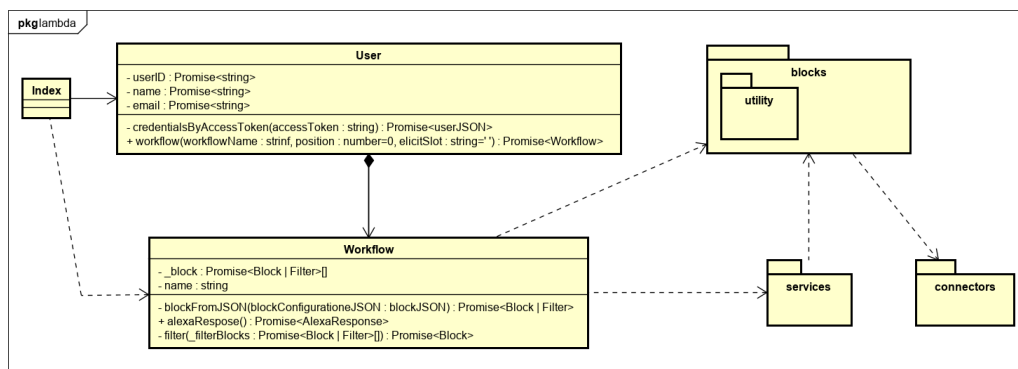 pkg lambda
Index
User
- userID : Promise<string>
- name : Promise<string>
- email : Promise<string>
- credentialsByAccessToken(accessToken : string) : Promise<userJSON>
+ workflow(workflowName : strinf, position : number=0, elicitSlot : string=' ') : Promise<Workflow>
blocks
utility
Workflow
- _block : Promise<Block | Filter>[]
- name : string
- blockFromJSON(blockConfigurationeJSON : blockJSON) : Promise<Block | Filter>
+ alexaRespose() : Promise<AlexaResponse>
- filter(_filterBlocks : Promise<Block | Filter>[]) : Promise<Block>
services
connectors